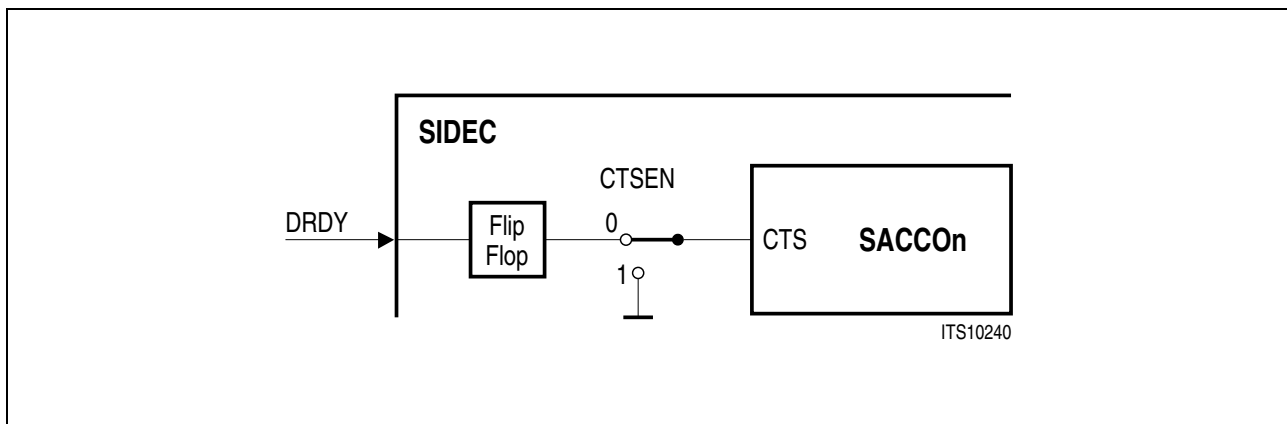 SIDEC
CTSEN
DRDY
Flip
Flop
0
1
CTS
SACCOn
ITS10240